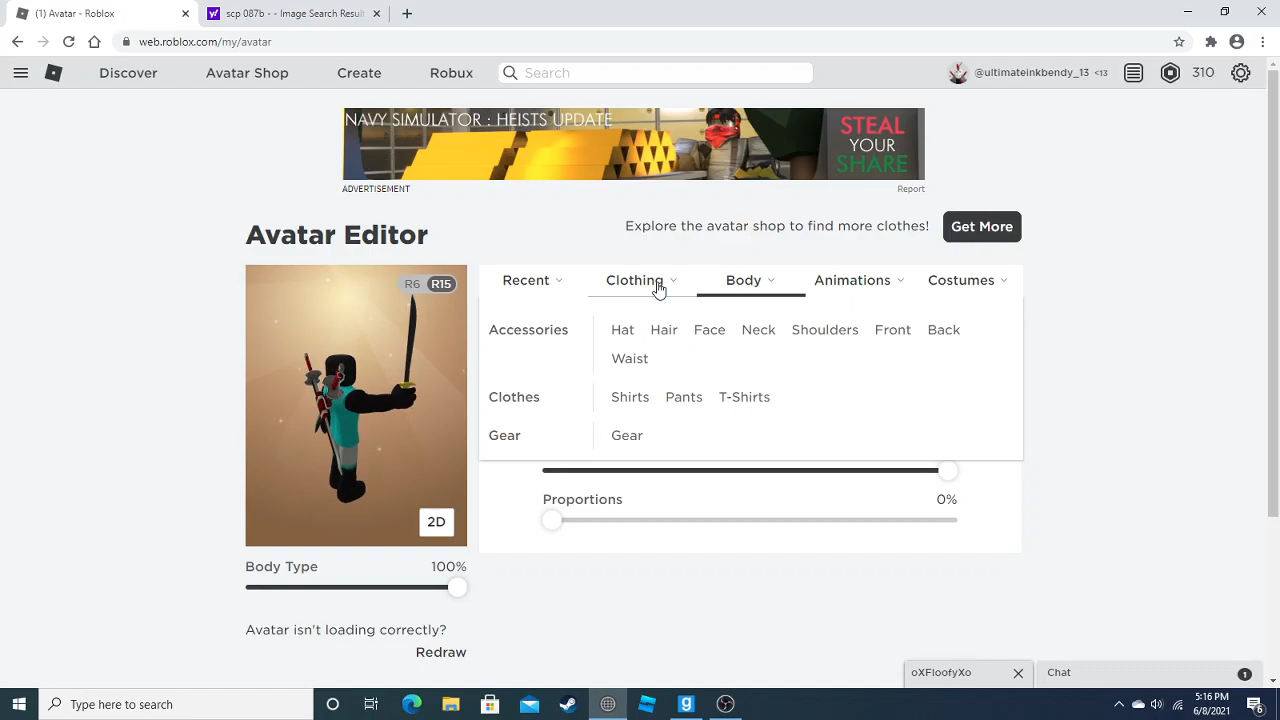 (1) Avatar - Roblox
scp 087b - - Image Search Result
web.roblox.com/my/avatar
Discover Avatar Shop Create Robux Search @ultimateinkbendy_13 <13 310
NAVY SIMULATOR : HEISTS UPDATE
STEAL
YOUR
SHARE
ADVERTISEMENT Report
Avatar Editor
Explore the avatar shop to find more clothes! Get More
R6 R15
2D
Recent Clothing Body Animations Costumes
Accessories Hat Hair Face Neck Shoulders Front Back
Waist
Clothes Shirts Pants T-Shirts
Gear Gear
Proportions 0%
Body Type 100%
Avatar isn't loading correctly?
Redraw
oXFloofyXo Chat 1
Type here to search
5:16 PM
6/8/2021
6